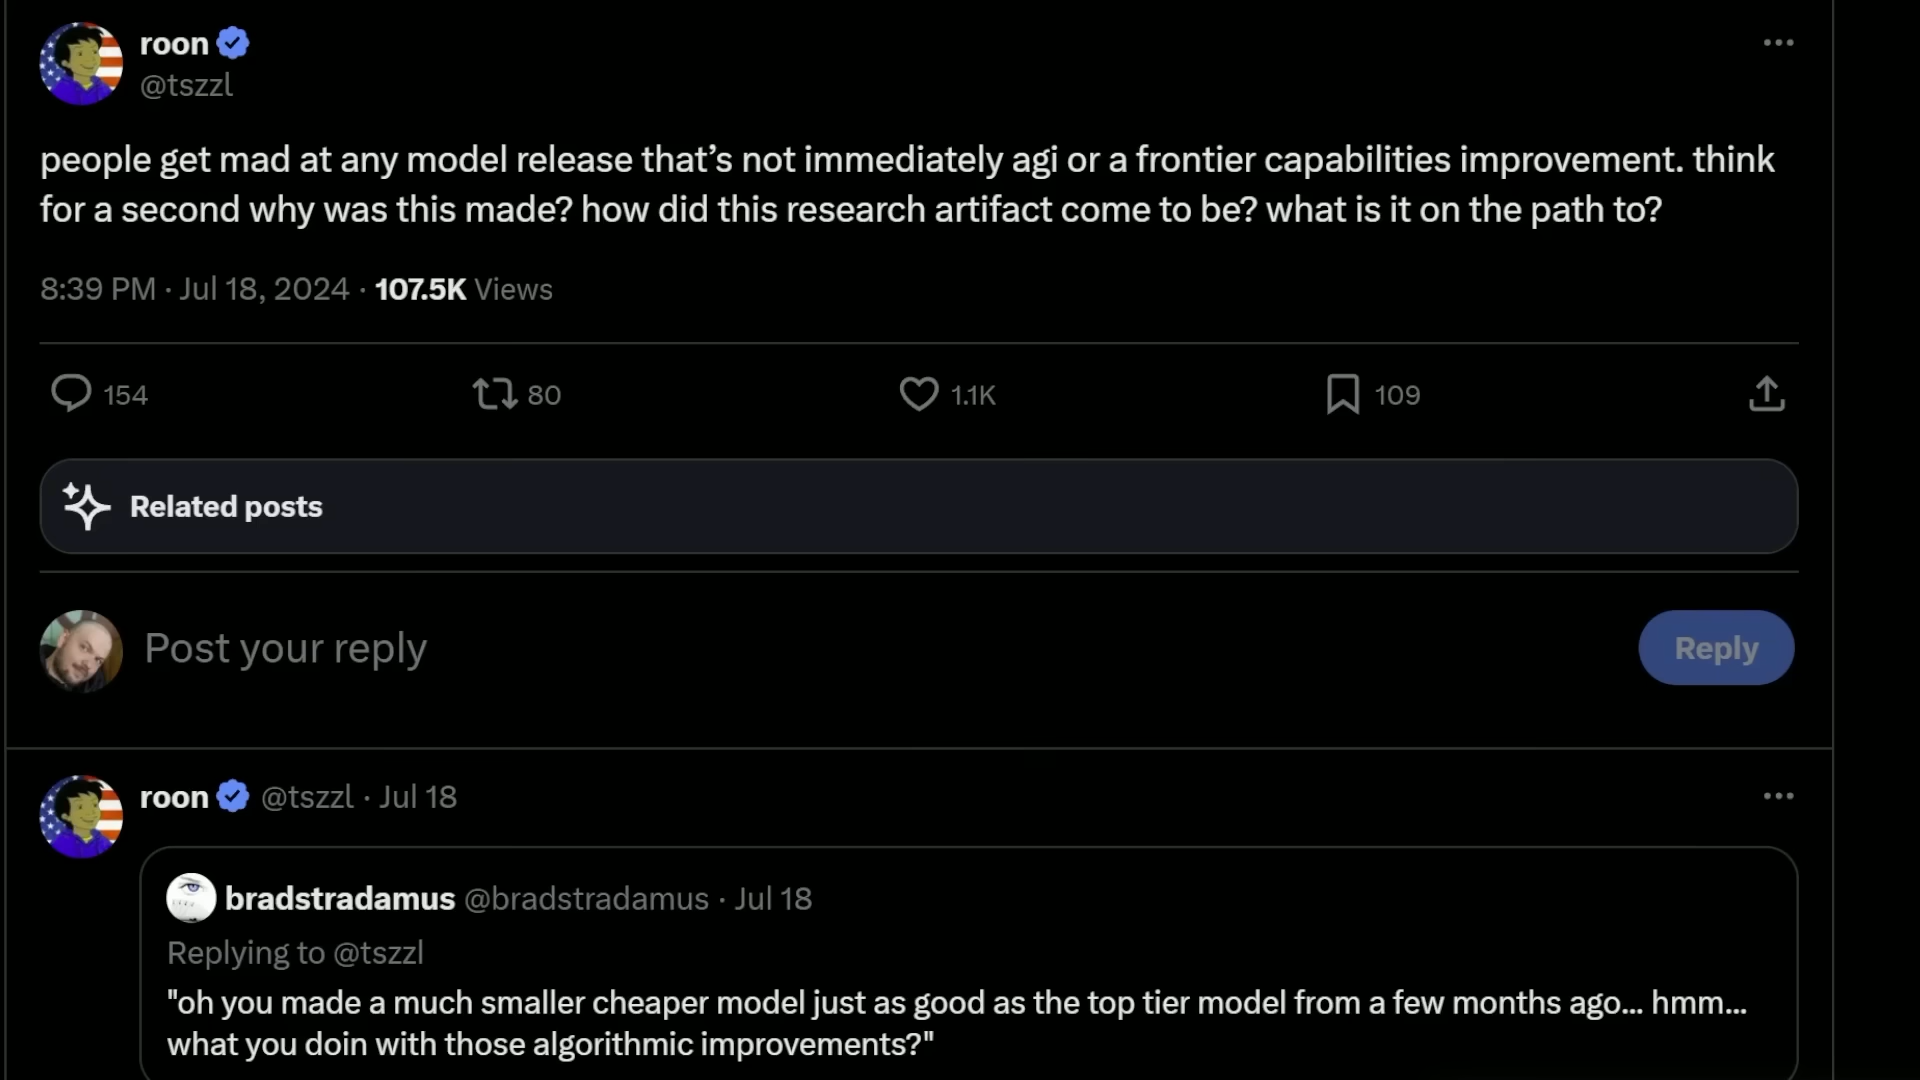 roon
@tszzl
people get mad at any model release that’s not immediately agi or a frontier capabilities improvement. think
for a second why was this made? how did this research artifact come to be? what is it on the path to?
8:39 PM · Jul 18, 2024 · 107.5K Views
154 80 1.1K 109
Related posts
Post your reply Reply
roon @tszzl · Jul 18
bradstradamus @bradstradamus · Jul 18
Replying to @tszzl
"oh you made a much smaller cheaper model just as good as the top tier model from a few months ago... hmm...
what you doin with those algorithmic improvements?"